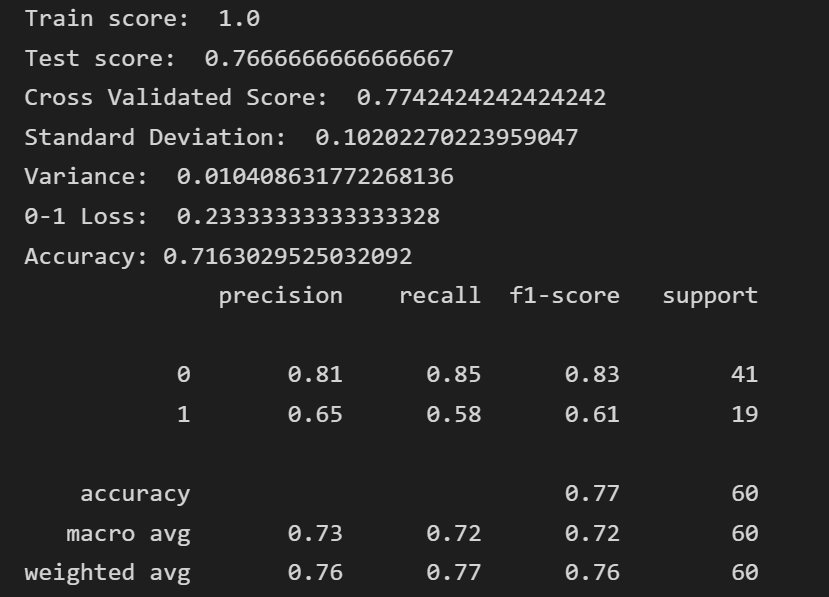 Train score:  1.0
Test score:  0.7666666666666667
Cross Validated Score:  0.7742424242424242
Standard Deviation:  0.10202270223959047
Variance:  0.010408631772268136
0-1 Loss:  0.23333333333333328
Accuracy: 0.7163029525032092
              precision    recall  f1-score   support
           0       0.81      0.85      0.83        41
           1       0.65      0.58      0.61        19
    accuracy                           0.77        60
   macro avg       0.73      0.72      0.72        60
weighted avg       0.76      0.77      0.76        60